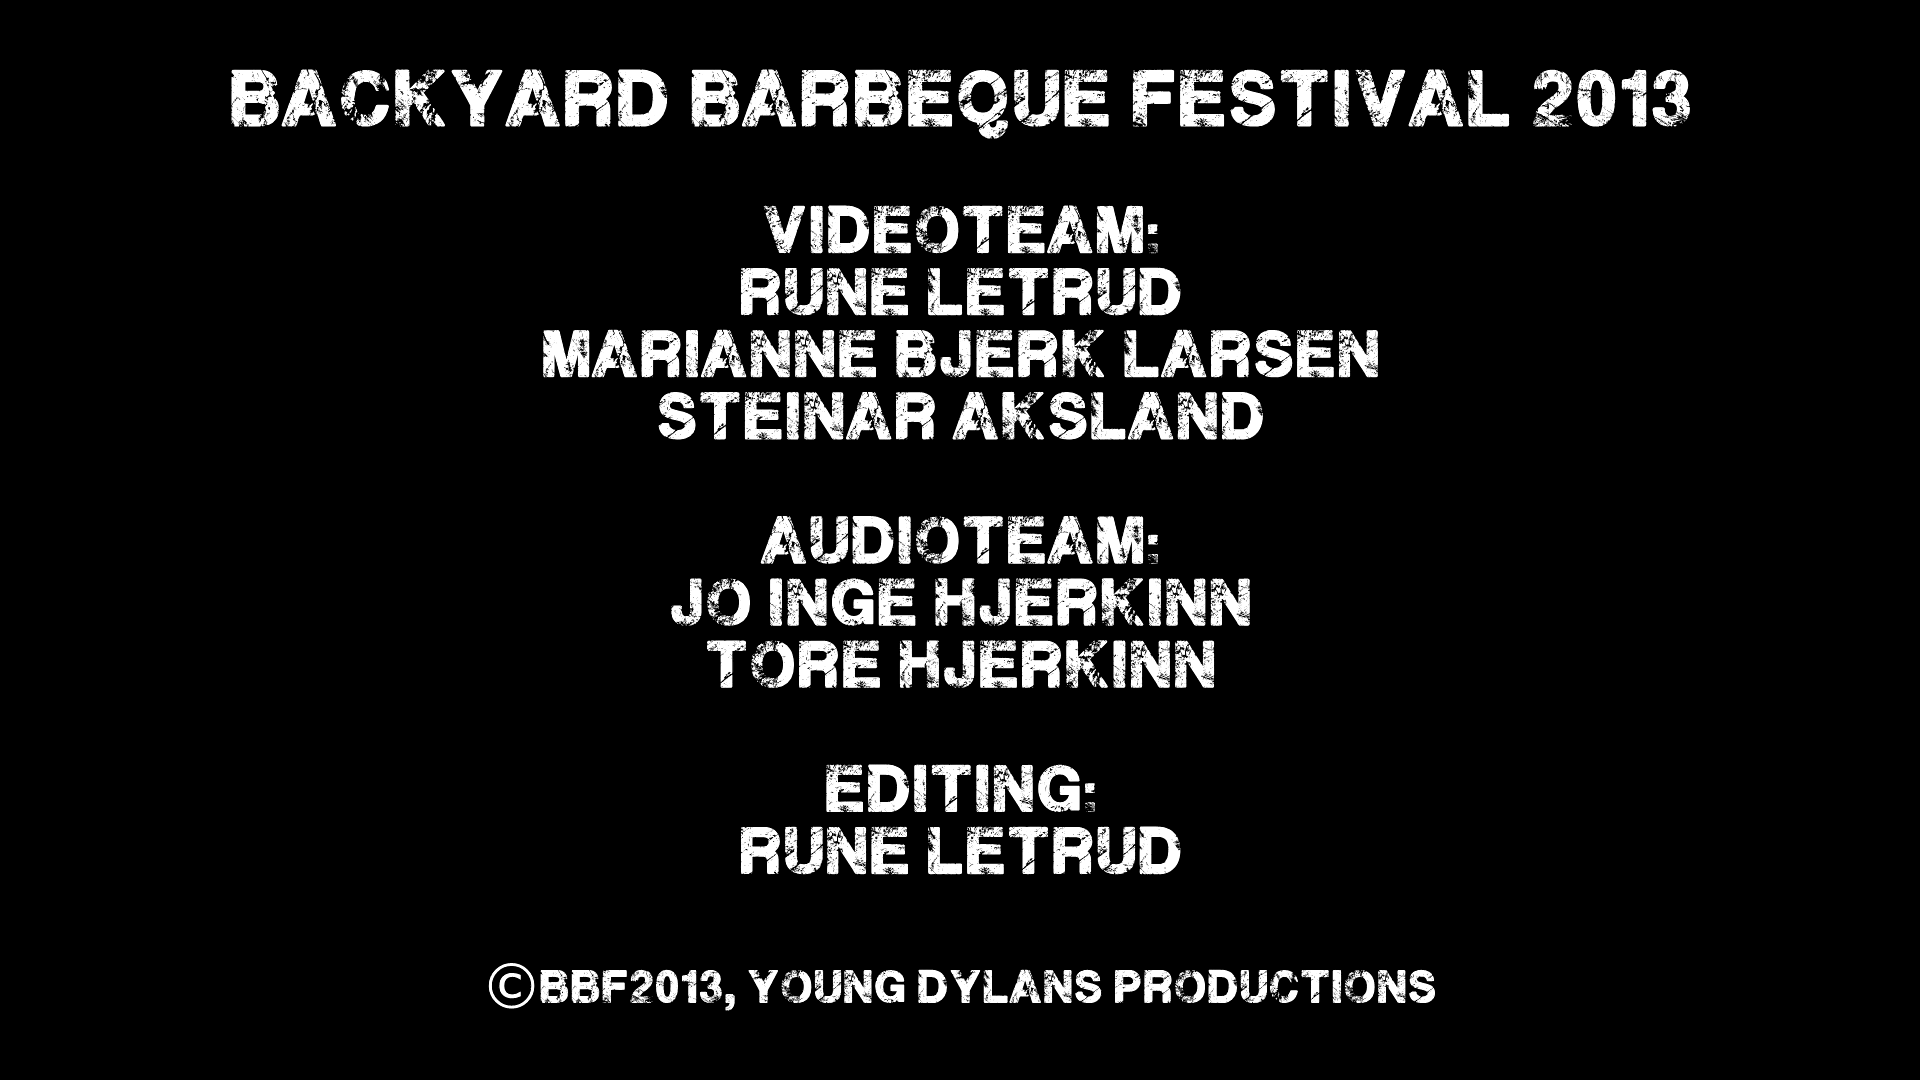 BACKYARD BARBEQUE FESTIVAL 2013
VIDEOTEAM:
RUNE LETRUD
MARIANNE BJERK LARSEN
STEINAR AKSLAND
AUDIOTEAM:
JO INGE HJERKINN
TORE HJERKINN
EDITING:
RUNE LETRUD
©BBF2013, YOUNG DYLANS PRODUCTIONS